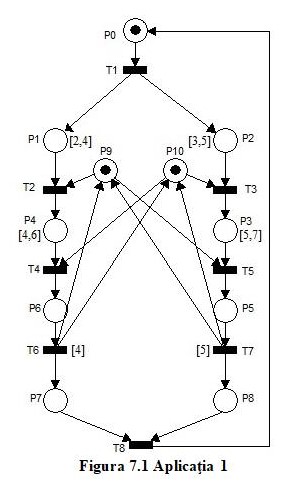 P0
T1
P1 [2,4] [3,5] P2
P9 P10
T2 T3
P4 P3
[4,6] [5,7]
T4 T5
P6 P5
T6 [4] [5] T7
P7 P8
T8
Figura 7.1 Aplicaţia 1